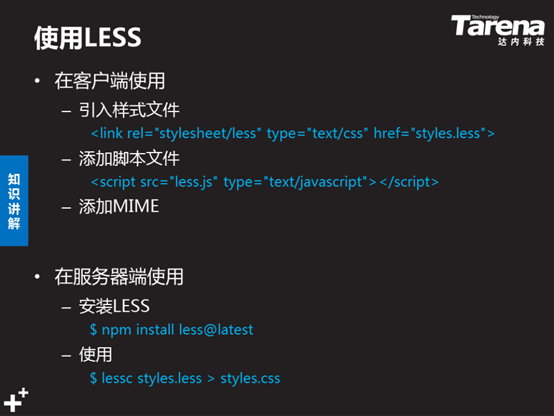 使用LESS
Technology
Tarena
达内科技
• 在客户端使用
– 引入样式文件
<link rel="stylesheet/less" type="text/css" href="styles.less">
– 添加脚本文件
<script src="less.js" type="text/javascript"></script>
– 添加MIME
知识讲解
• 在服务器端使用
– 安装LESS
$ npm install less@latest
– 使用
$ lessc styles.less > styles.css